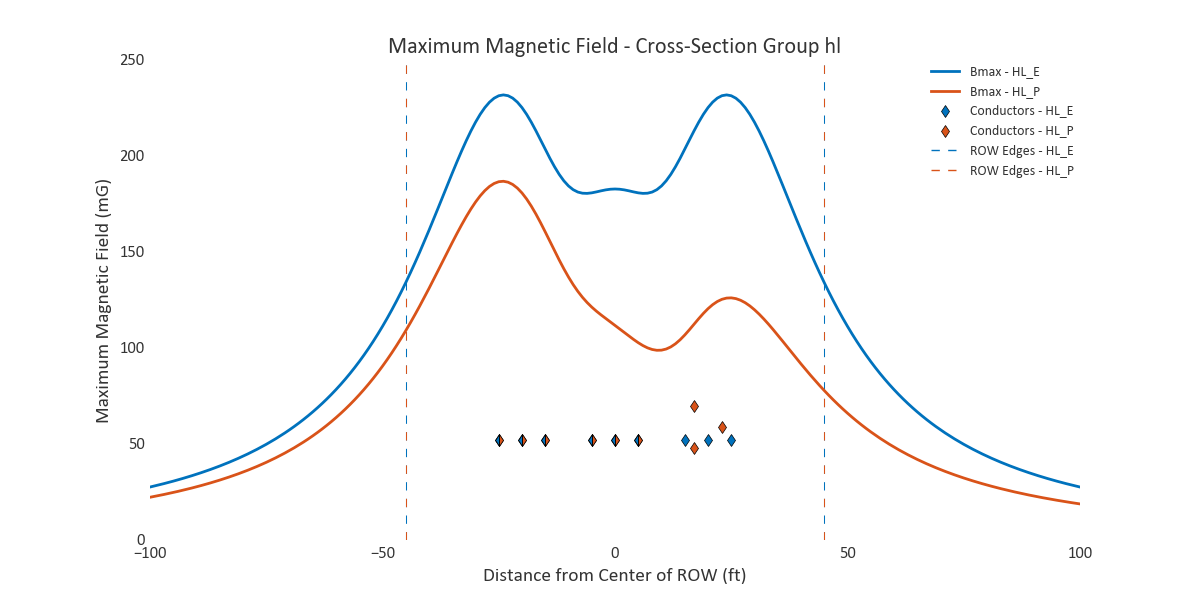 Maximum Magnetic Field - Cross-Section Group hl
250
200
150
100
50
0
Maximum Magnetic Field (mG)
Bmax - HL_E
Bmax - HL_P
Conductors - HL_E
Conductors - HL_P
ROW Edges - HL_E
ROW Edges - HL_P
−100 −50 0 50 100
Distance from Center of ROW (ft)